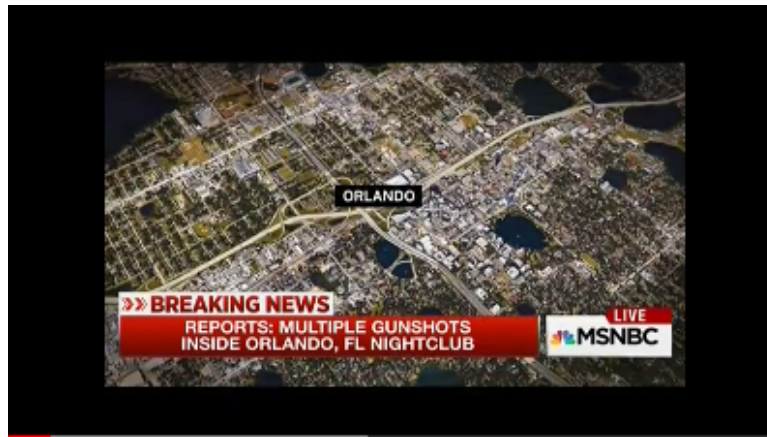 ORLANDO
BREAKING NEWS
REPORTS: MULTIPLE GUNSHOTS
INSIDE ORLANDO, FL NIGHTCLUB
LIVE
MSNBC